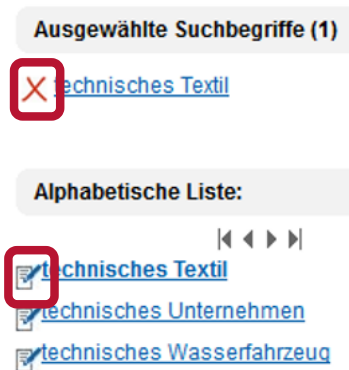 Ausgewählte Suchbegriffe (1)
technisches Textil
Alphabetische Liste:
technisches Textil
technisches Unternehmen
technisches Wasserfahrzeug